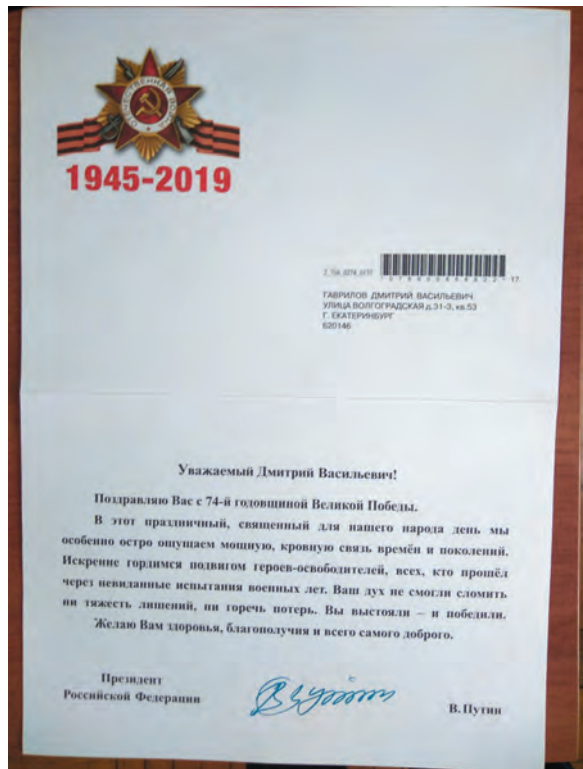 ОТЕЧЕСТВЕННАЯ ВОЙНА
1945-2019
ГАВРИЛОВ ДМИТРИЙ ВАСИЛЬЕВИЧ
УЛИЦА ВОЛГОГРАДСКАЯ д.31-3, кв.53
Г. ЕКАТЕРИНБУРГ
620146
Уважаемый Дмитрий Васильевич!
Поздравляю Вас с 74-й годовщиной Великой Победы.
В этот праздничный, священный для нашего народа день мы
особенно остро ощущаем мощную, кровную связь времён и поколений.
Искренне гордимся подвигом героев-освободителей, всех, кто прошёл
через невиданные испытания военных лет. Ваш дух не смогли сломить
ни тяжесть лишений, ни горечь потерь. Вы выстояли – и победили.
Желаю Вам здоровья, благополучия и всего самого доброго.
Президент
Российской Федерации
В. Путин